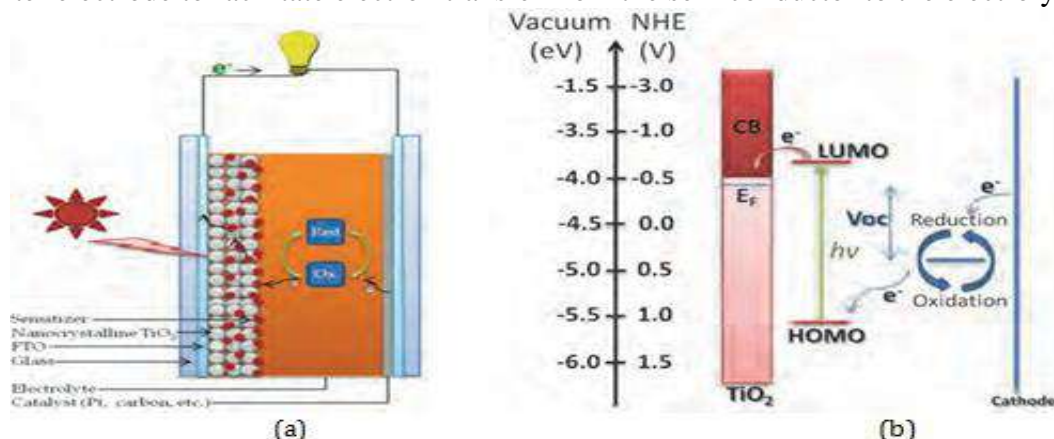 e⁻ →
Red
Ox
Sensitizer
Nanocrystalline TiO₂
FTO
Glass
Electrolyte
Catalyst (Pt, carbon, etc.)
(a)
Vacuum NHE
(eV) (V)
-1.5 -3.0
-3.5 -1.0
-4.0 -0.5
-4.5 0.0
-5.0 0.5
-5.5 1.0
-6.0 1.5
CB
e⁻
LUMO
E_F
Voc
hν
HOMO
TiO₂
e⁻
Reduction
e⁻
Oxidation
Cathode
(b)